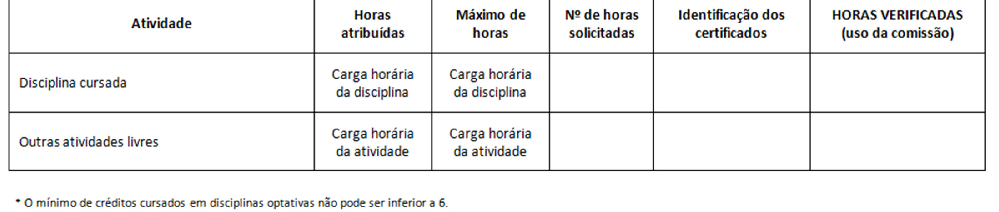 Atividade
Horas
atribuídas
Máximo de
horas
Nº de horas
solicitadas
Identificação dos
certificados
HORAS VERIFICADAS
(uso da comissão)
Disciplina cursada
Carga horária
da disciplina
Carga horária
da disciplina
Outras atividades livres
Carga horária
da atividade
Carga horária
da atividade
* O mínimo de créditos cursados em disciplinas optativas não pode ser inferior a 6.